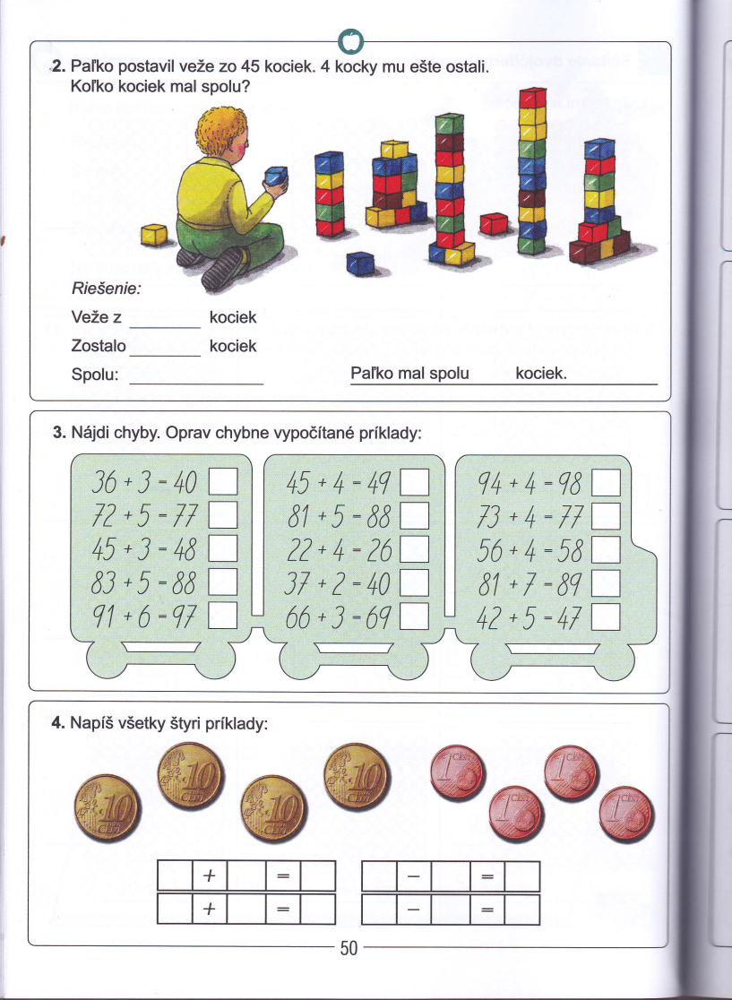 2. Paľko postavil veže zo 45 kociek. 4 kocky mu ešte ostali.
Koľko kociek mal spolu?
Riešenie:
Veže z ________ kociek
Zostalo ________ kociek
Spolu: ________
Paľko mal spolu kociek.
3. Nájdi chyby. Oprav chybne vypočítané príklady:
36 + 3 = 40
72 + 5 = 77
45 + 3 = 48
83 + 5 = 88
91 + 6 = 97
45 + 4 = 49
81 + 5 = 88
22 + 4 = 26
37 + 2 = 40
66 + 3 = 69
94 + 4 = 98
73 + 4 = 77
56 + 4 = 58
81 + 7 = 89
42 + 5 = 47
4. Napíš všetky štyri príklady:
10 CENT
10 CENT
10 CENT
10 CENT
1 CENT
1 CENT
1 CENT
1 CENT
+ =
+ =
− =
− =
50